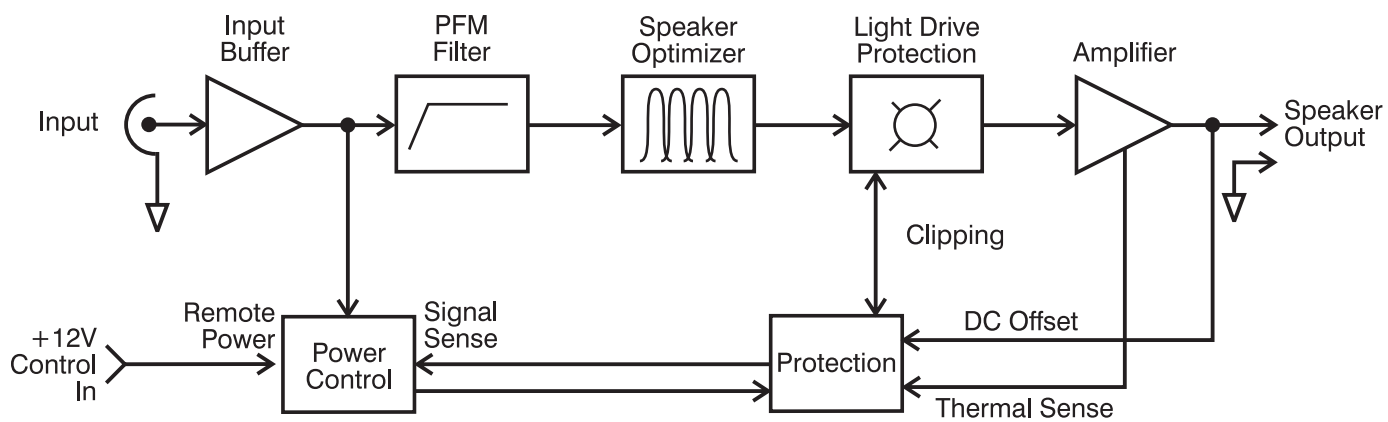 Input
Buffer
PFM
Filter
Speaker
Optimizer
Light Drive
Protection
Amplifier
Input
Speaker
Output
Clipping
Remote
Power
Signal
Sense
DC Offset
+12V
Control
In
Power
Control
Protection
Thermal Sense